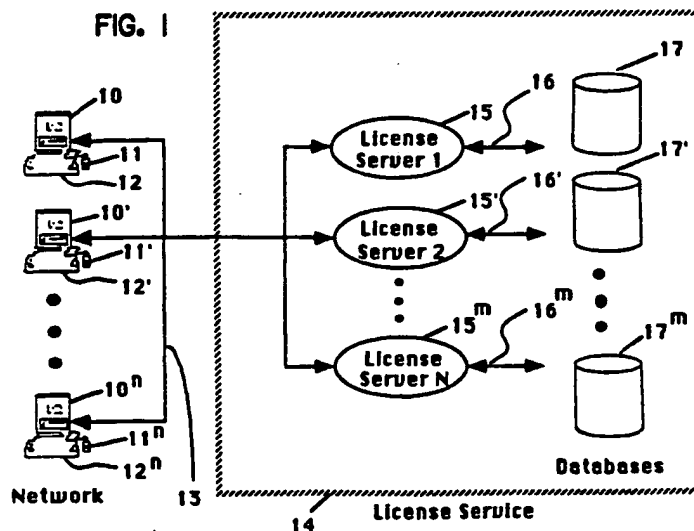 FIG. 1
10
11
12
10'
11'
12'
10ⁿ
11ⁿ
12ⁿ
Network
13
15
License
Server 1
16
17
15'
License
Server 2
16'
17'
15ᵐ
License
Server N
16ᵐ
17ᵐ
Databases
14
License Service